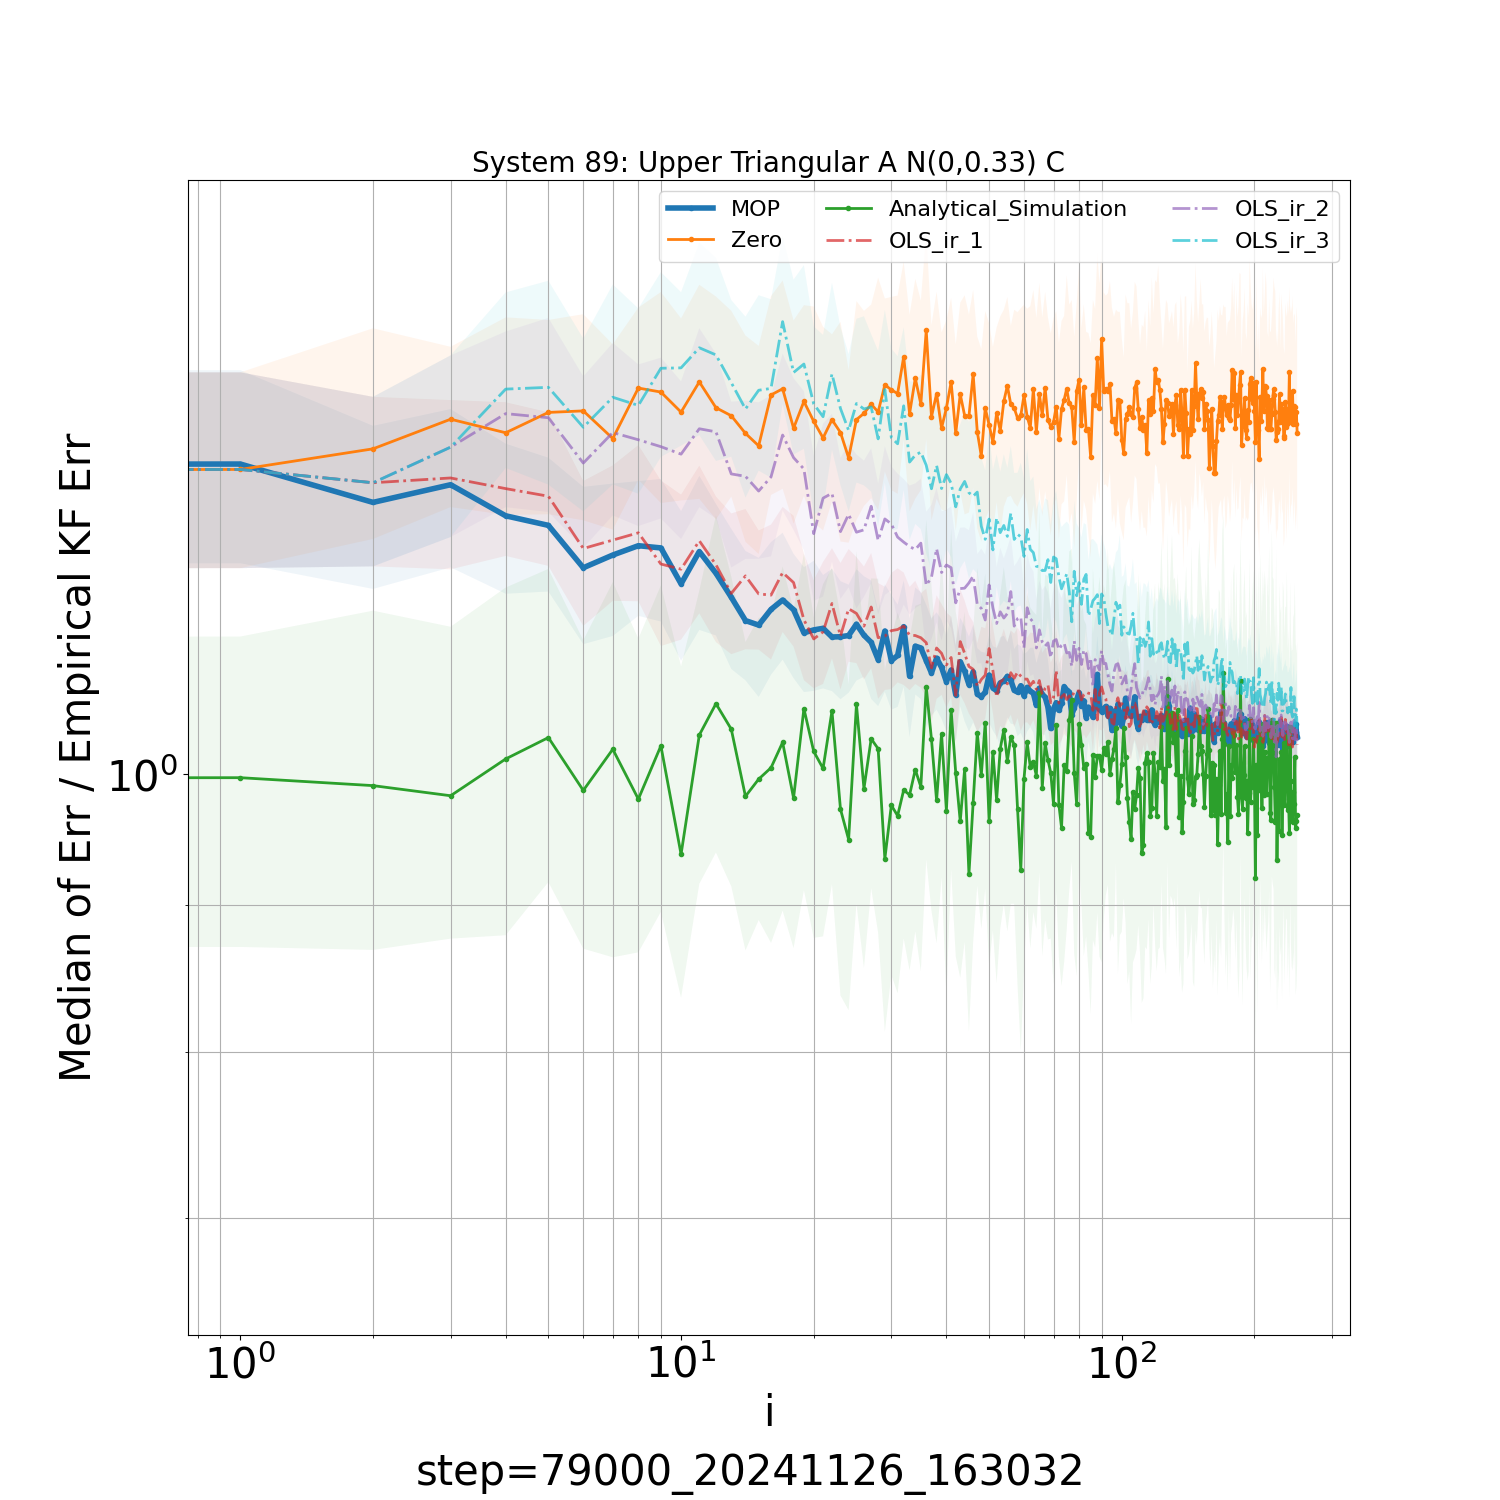 System 89: Upper Triangular A N(0,0.33) C
MOP
Zero
Analytical_Simulation
OLS_ir_1
OLS_ir_2
OLS_ir_3
Median of Err / Empirical KF Err
10⁰
10⁰
10¹
10²
i
step=79000_20241126_163032